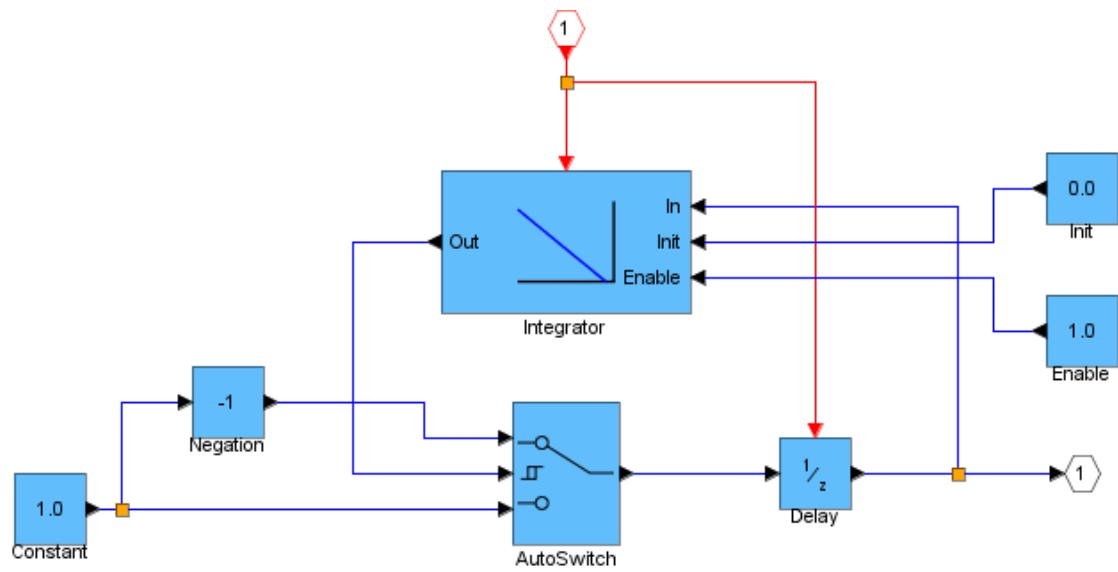 1
In
Out
Init
Enable
Integrator
0.0
Init
1.0
Enable
-1
Negation
1.0
Constant
AutoSwitch
1/z
Delay
1